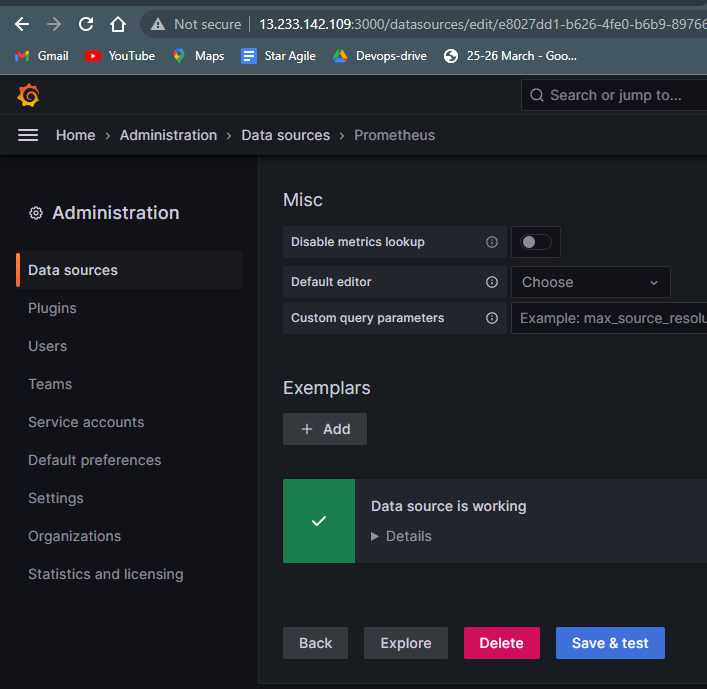 Not secure 13.233.142.109:3000/datasources/edit/e8027dd1-b626-4fe0-b6b9-89766
Gmail YouTube Maps Star Agile Devops-drive 25-26 March - Goo...
Search or jump to...
Home › Administration › Data sources › Prometheus
Administration
Data sources
Plugins
Users
Teams
Service accounts
Default preferences
Settings
Organizations
Statistics and licensing
Misc
Disable metrics lookup
Default editor Choose
Custom query parameters Example: max_source_resolu
Exemplars
+ Add
Data source is working
Details
Back Explore Delete Save & test